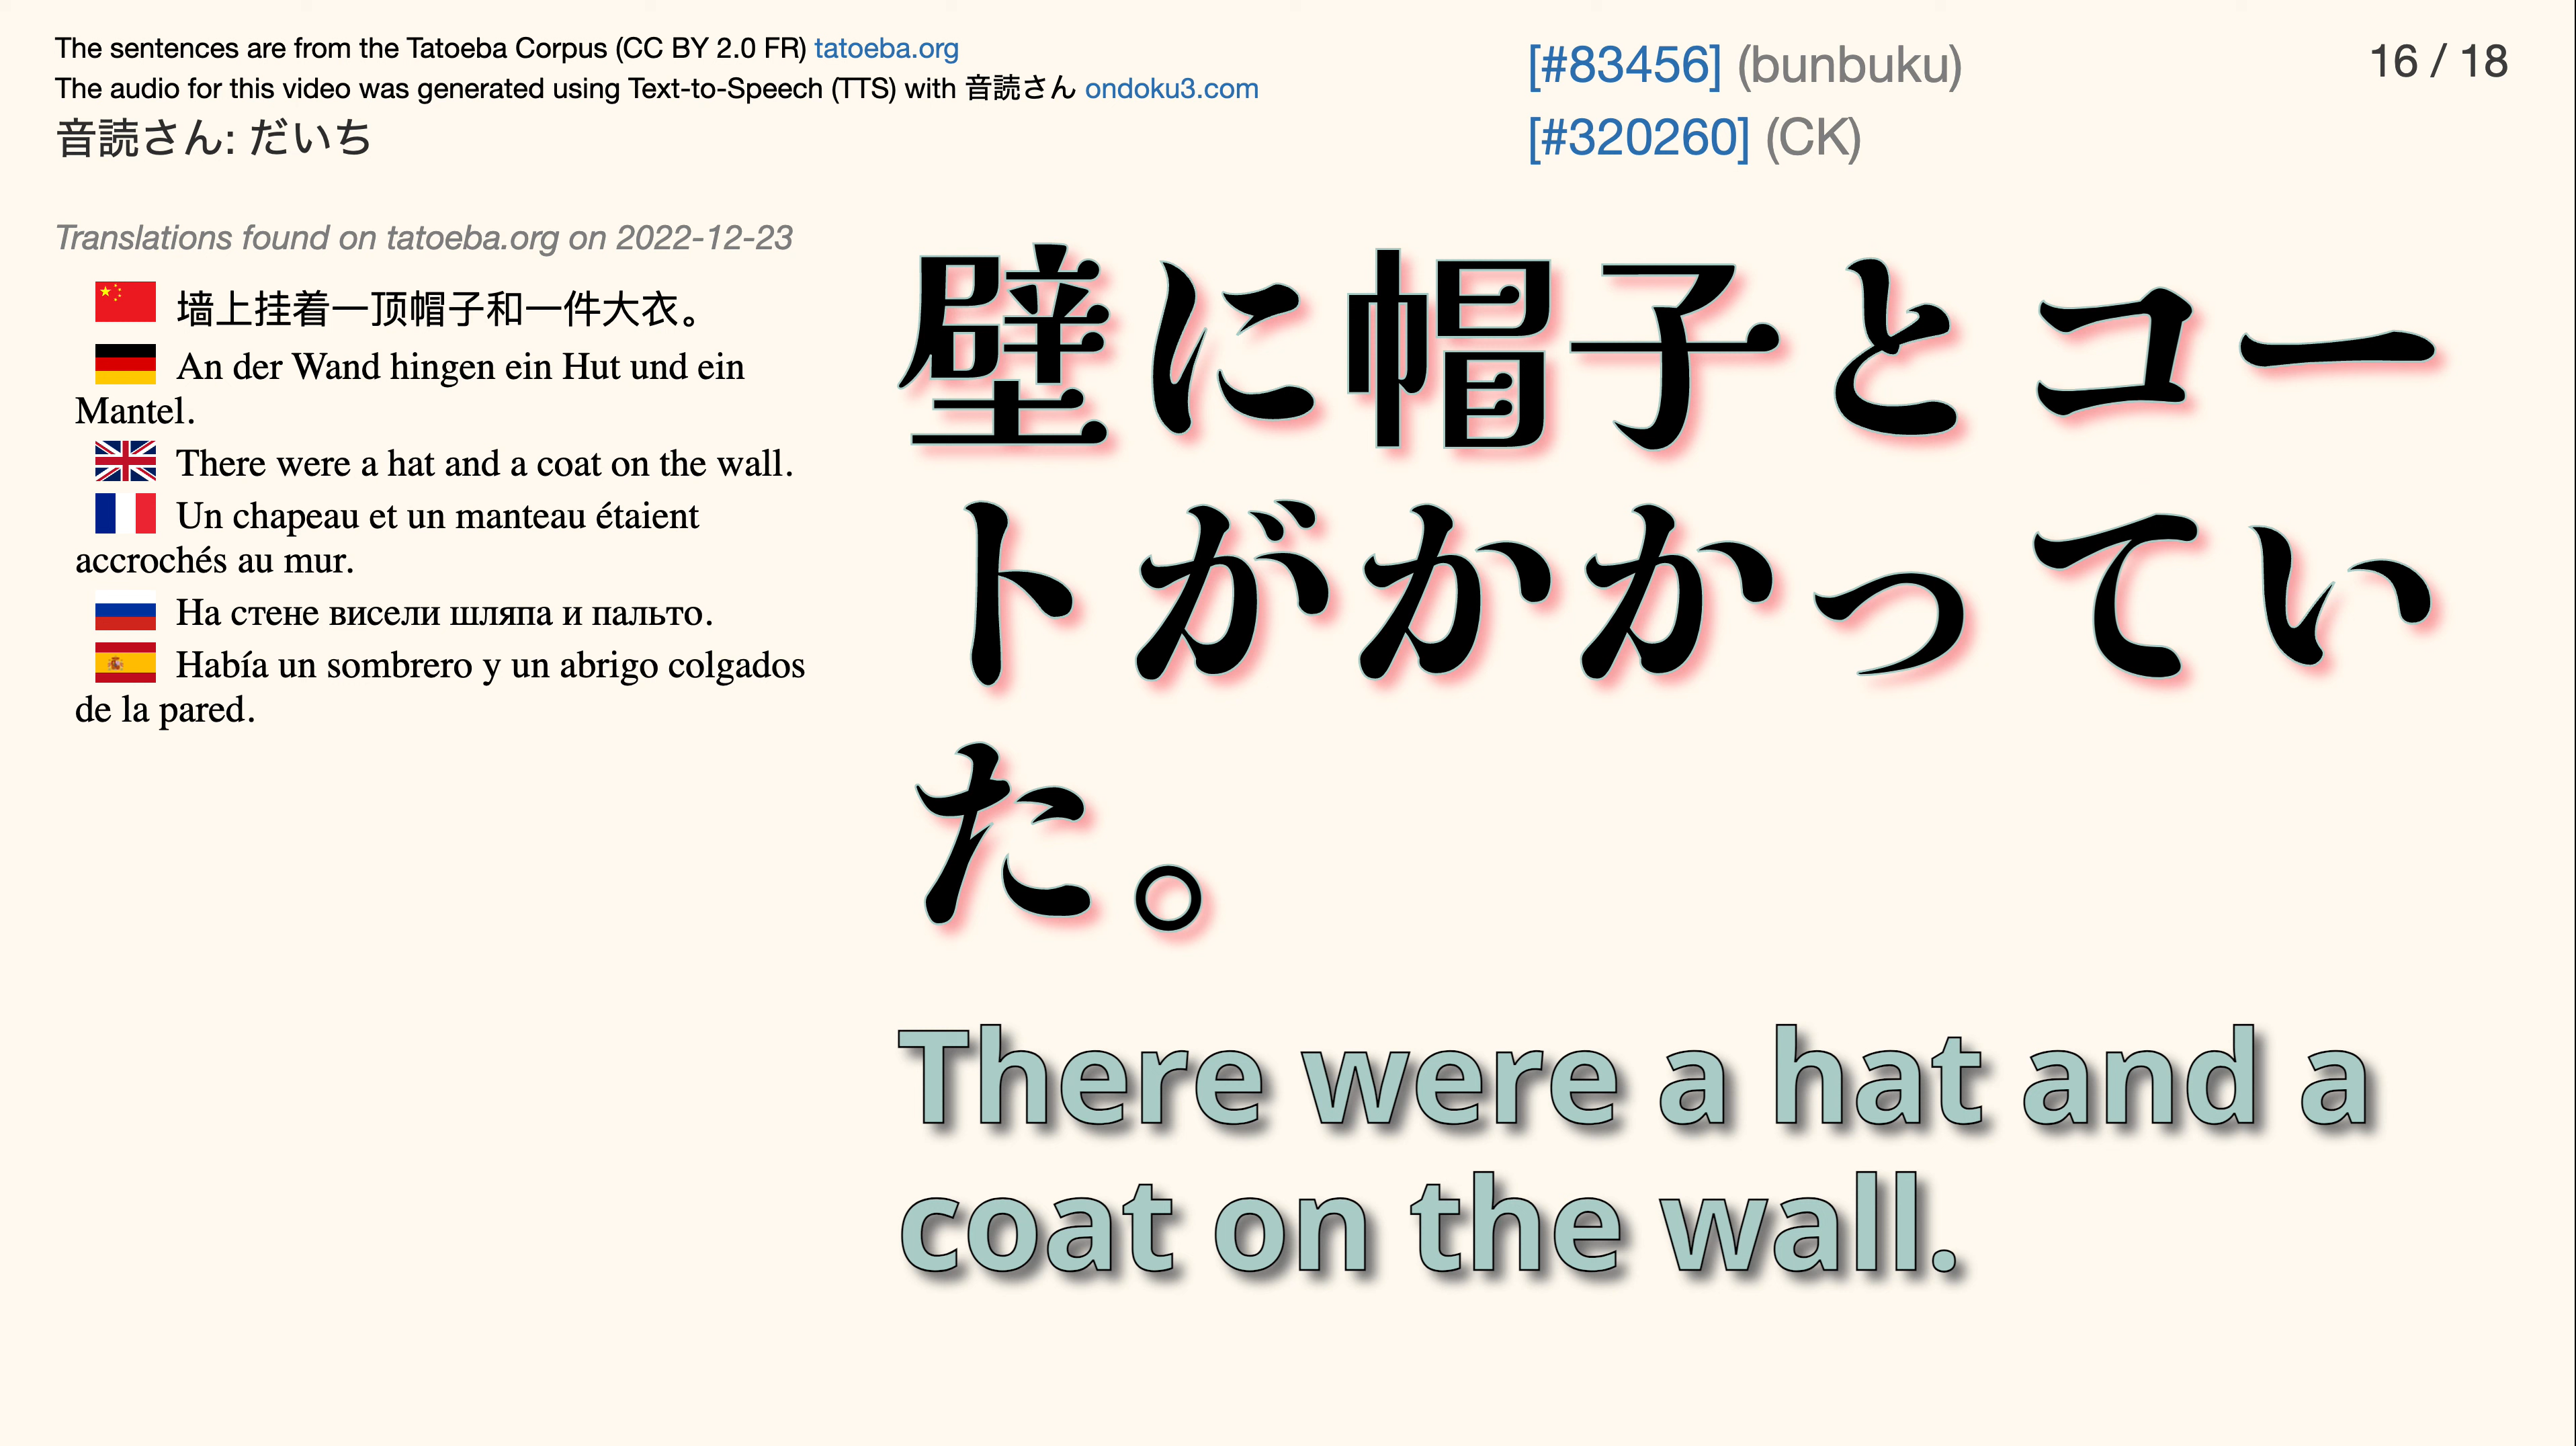 The sentences are from the Tatoeba Corpus (CC BY 2.0 FR) tatoeba.org
The audio for this video was generated using Text-to-Speech (TTS) with 音読さん ondoku3.com
音読さん: だいち
[#83456] (bunbuku)
[#320260] (CK)
16 / 18
Translations found on tatoeba.org on 2022-12-23
墙上挂着一顶帽子和一件大衣。
An der Wand hingen ein Hut und ein
Mantel.
There were a hat and a coat on the wall.
Un chapeau et un manteau étaient
accrochés au mur.
На стене висели шляпа и пальто.
Había un sombrero y un abrigo colgados
de la pared.
壁に帽子とコー
トがかかってい
た。
There were a hat and a
coat on the wall.